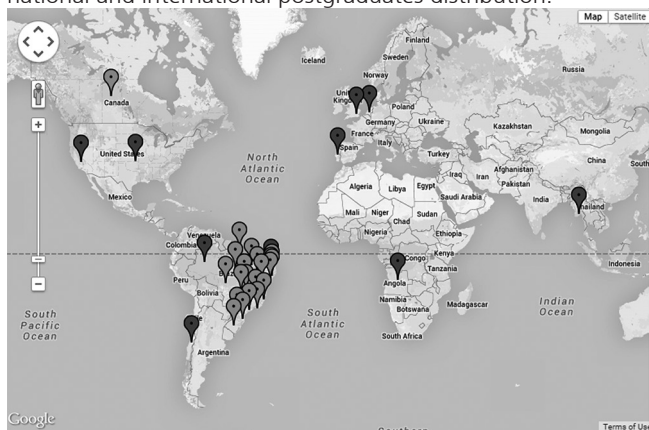 national and international postgraduates distribution.
Map
Satellite
Finland
Iceland
Sweden
Norway
Russia
Canada
Poland
Germany
Ukraine
France
Kazakhstan
Mongolia
Italy
Spain
Turkey
China
United States
North
Atlantic
Ocean
Iraq
Iran
Afghanistan
Pakistan
South
Algeria
Libya
Egypt
Saudi Arabia
India
Thailand
Mexico
Mali
Niger
Chad
Sudan
Nigeria
Ethiopia
Venezuela
Colombia
Kenya
Congo
Tanzania
Indonesia
Peru
Bolivia
Angola
Namibia
Botswana
Madagascar
South
Pacific
Ocean
South
Atlantic
Ocean
Indian
Ocean
South Africa
Argentina
Google
Terms of Use